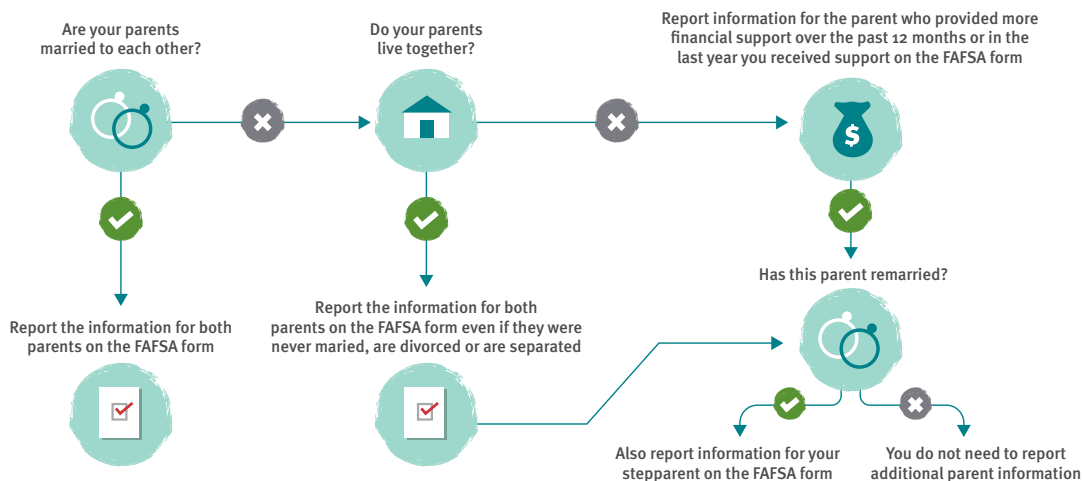 Are your parents
married to each other?
Do your parents
live together?
Report information for the parent who provided more
financial support over the past 12 months or in the
last year you received support on the FAFSA form
$
Has this parent remarried?
Report the information for both
parents on the FAFSA form
Report the information for both
parents on the FAFSA form even if they were
never maried, are divorced or are separated
Also report information for your
stepparent on the FAFSA form
You do not need to report
additional parent information